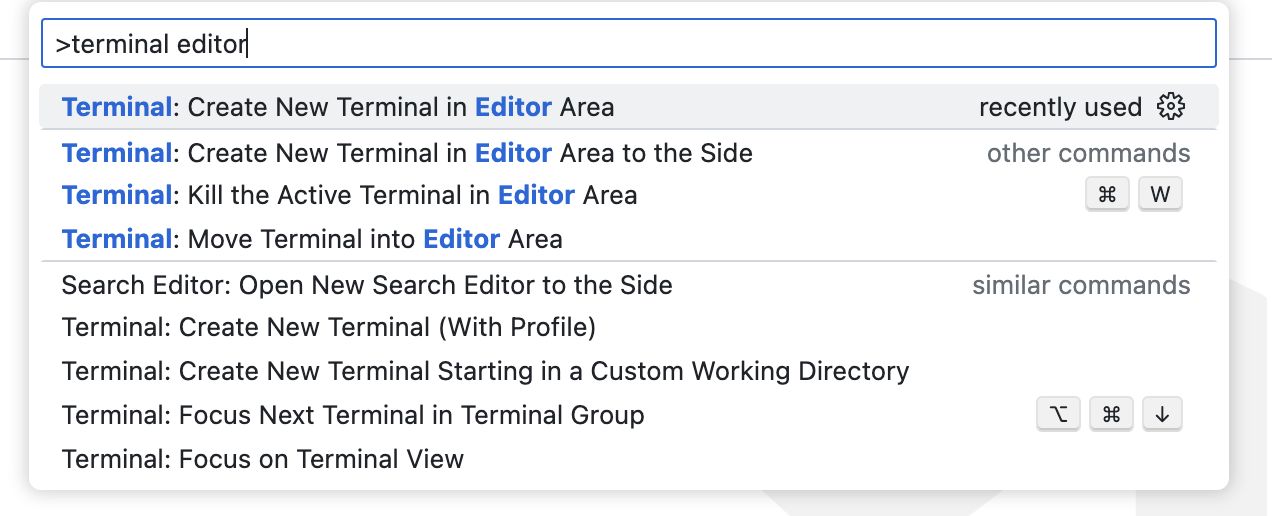 >terminal editor
Terminal: Create New Terminal in Editor Area recently used
Terminal: Create New Terminal in Editor Area to the Side other commands
Terminal: Kill the Active Terminal in Editor Area ⌘ W
Terminal: Move Terminal into Editor Area
Search Editor: Open New Search Editor to the Side similar commands
Terminal: Create New Terminal (With Profile)
Terminal: Create New Terminal Starting in a Custom Working Directory
Terminal: Focus Next Terminal in Terminal Group ⌥ ⌘ ↓
Terminal: Focus on Terminal View